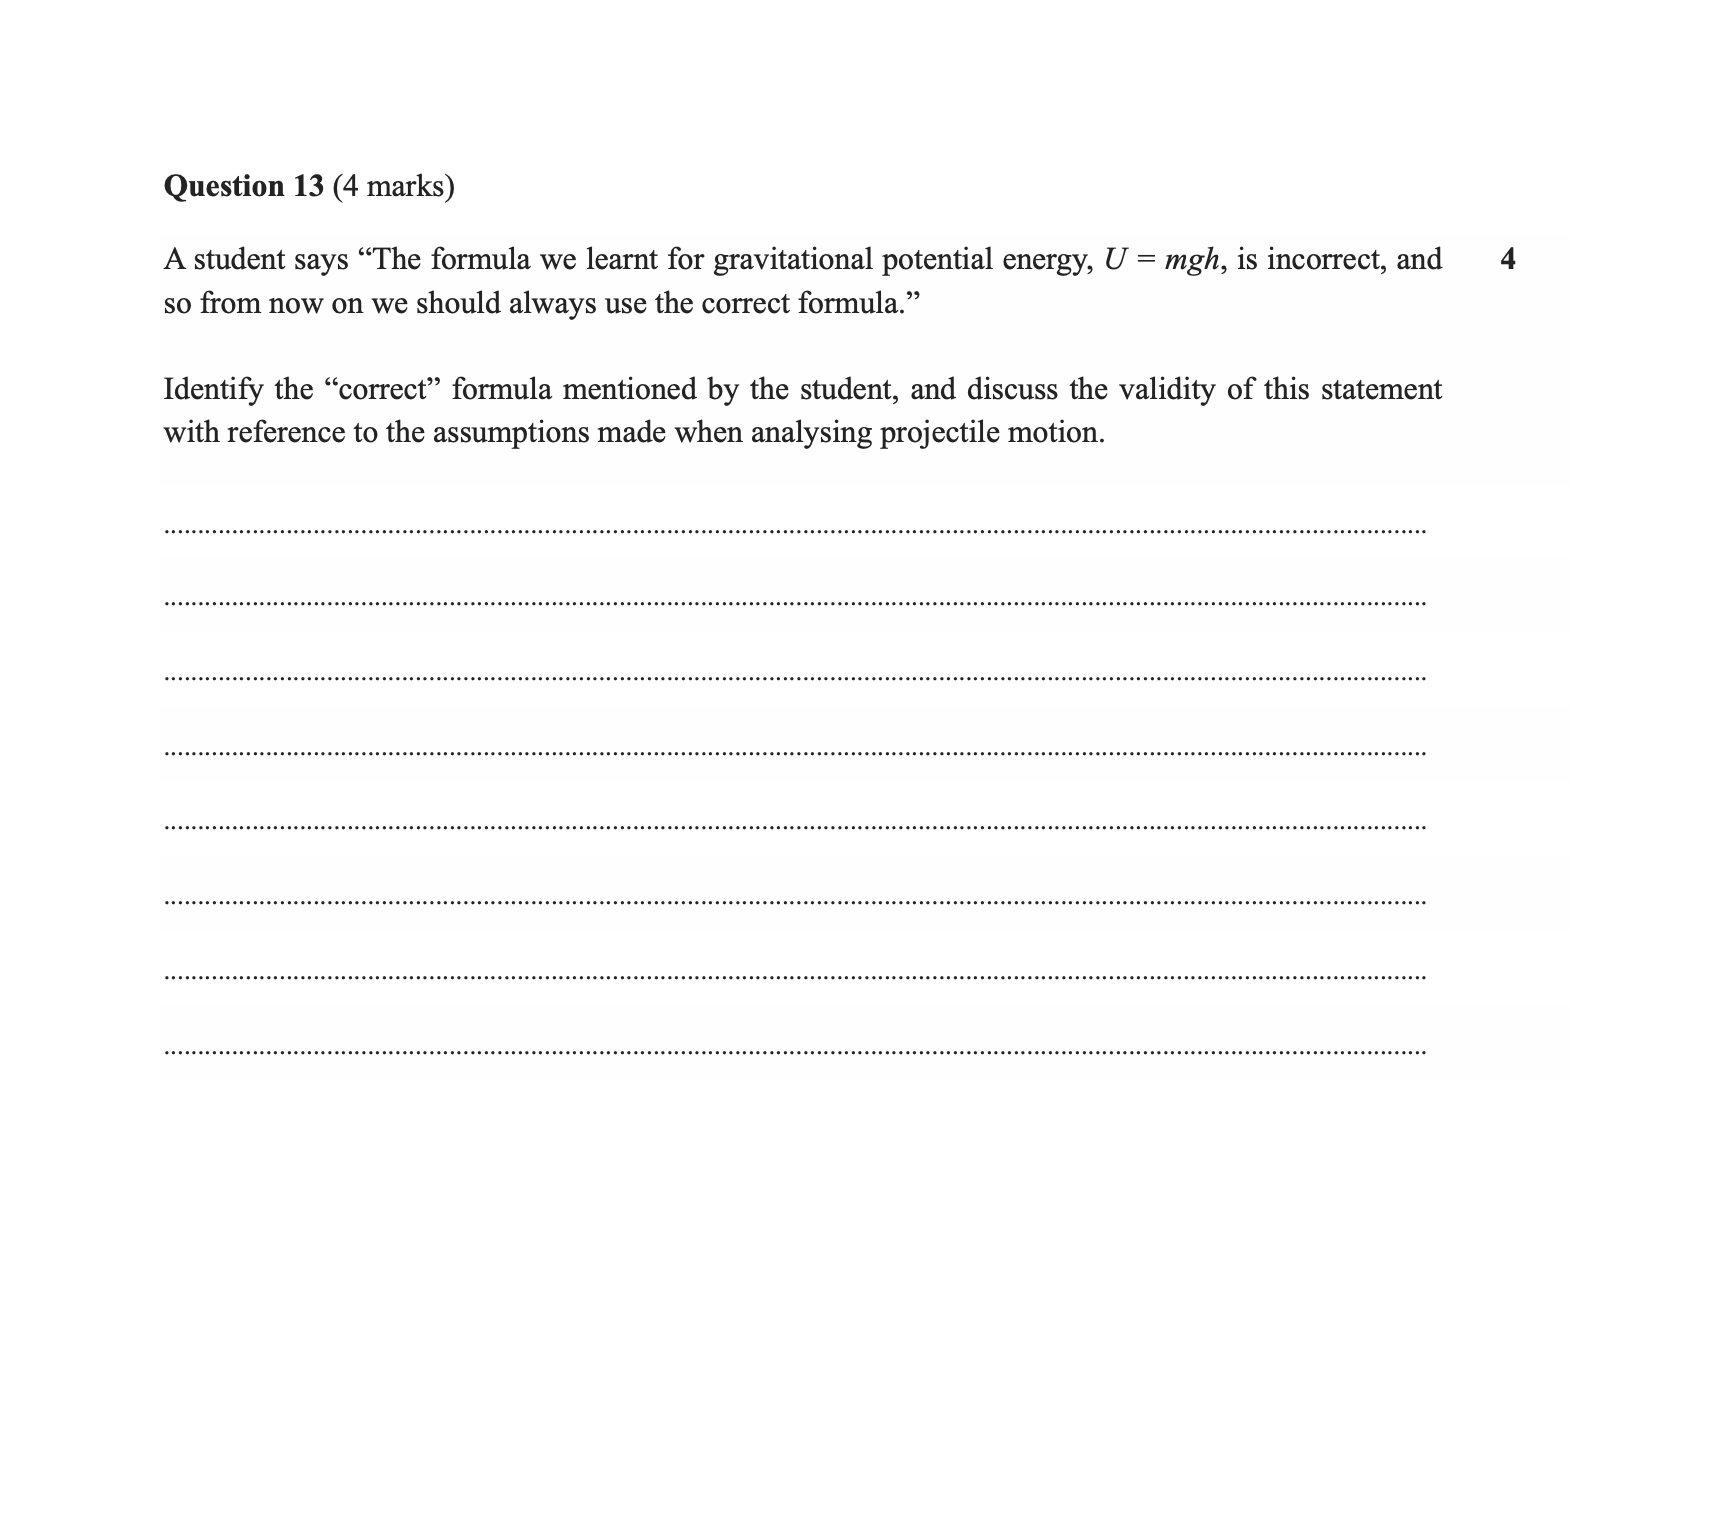 Question 13 (4 marks)
A student says “The formula we learnt for gravitational potential energy, U = mgh, is incorrect, and 4
so from now on we should always use the correct formula.”
Identify the “correct” formula mentioned by the student, and discuss the validity of this statement
with reference to the assumptions made when analysing projectile motion.